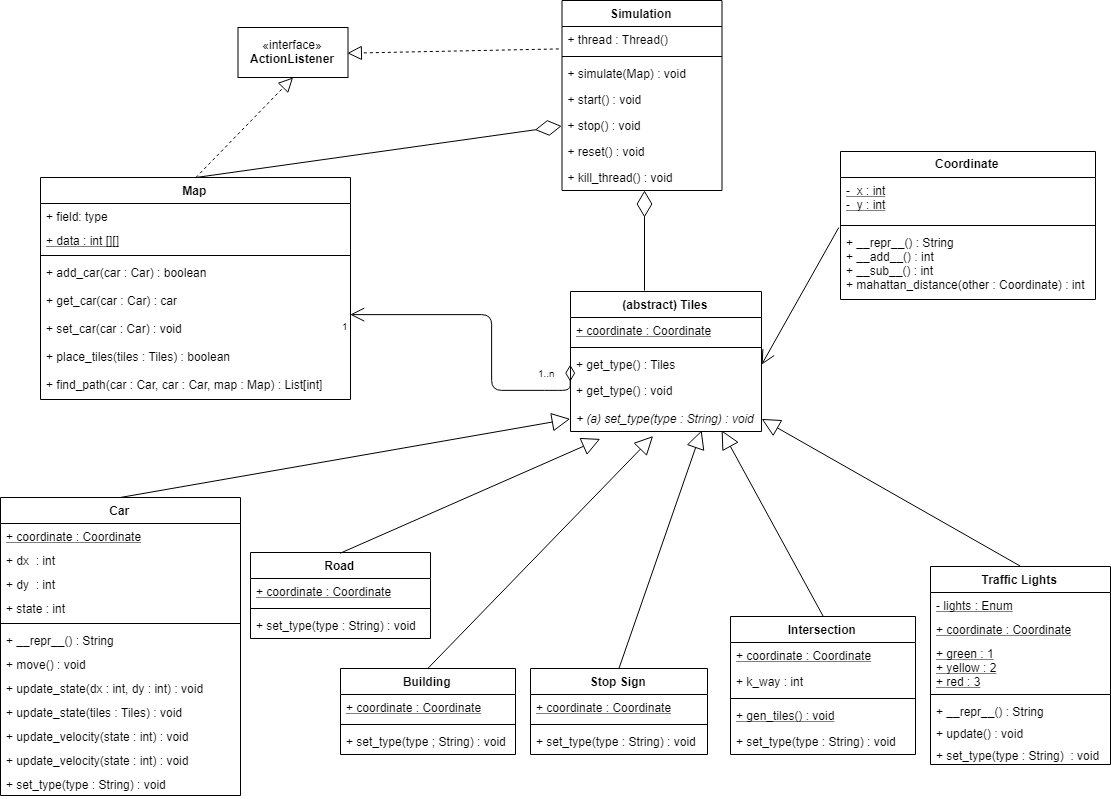 Simulation
+ thread : Thread()
+ simulate(Map) : void
+ start() : void
+ stop() : void
+ reset() : void
+ kill_thread() : void
«interface»
ActionListener
Map
+ field: type
+ data : int [][]
+ add_car(car : Car) : boolean
+ get_car(car : Car) : car
+ set_car(car : Car) : void
+ place_tiles(tiles : Tiles) : boolean
+ find_path(car : Car, car : Car, map : Map) : List[int]
1
1..n
Coordinate
- x : int
- y : int
+ __repr__() : String
+ __add__() : int
+ __sub__() : int
+ mahattan_distance(other : Coordinate) : int
(abstract) Tiles
+ coordinate : Coordinate
+ get_type() : Tiles
+ get_type() : void
+ (a) set_type(type : String) : void
Car
+ coordinate : Coordinate
+ dx : int
+ dy : int
+ state : int
+ __repr__() : String
+ move() : void
+ update_state(dx : int, dy : int) : void
+ update_state(tiles : Tiles) : void
+ update_velocity(state : int) : void
+ update_velocity(state : int) : void
+ set_type(type : String) : void
Road
+ coordinate : Coordinate
+ set_type(type : String) : void
Building
+ coordinate : Coordinate
+ set_type(type ; String) : void
Stop Sign
+ coordinate : Coordinate
+ set_type(type : String) : void
Intersection
+ coordinate : Coordinate
+ k_way : int
+ gen_tiles() : void
+ set_type(type : String) : void
Traffic Lights
- lights : Enum
+ coordinate : Coordinate
+ green : 1
+ yellow : 2
+ red : 3
+ __repr__() : String
+ update() : void
+ set_type(type : String) : void